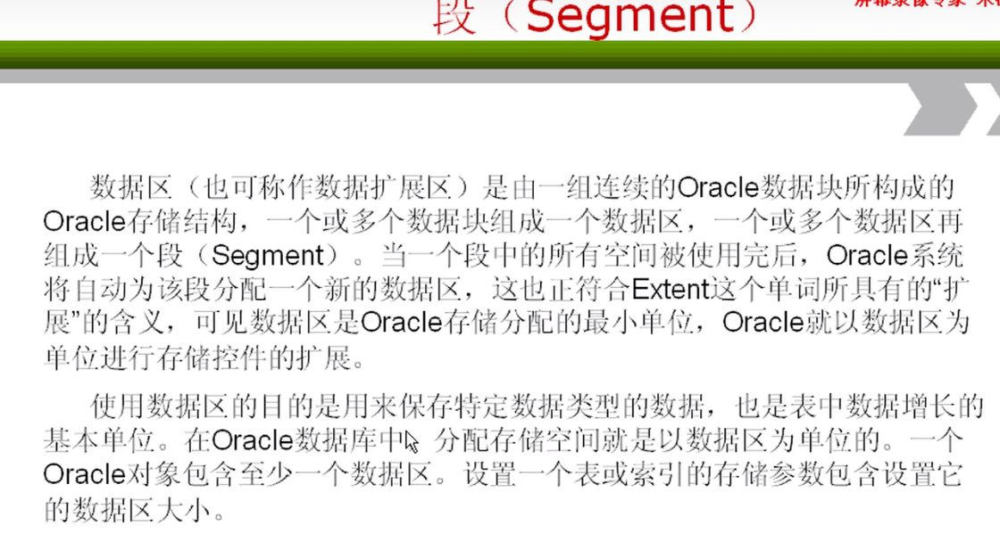 段（Segment）
屏幕录像专家
数据区（也可称作数据扩展区）是由一组连续的Oracle数据块所构成的
Oracle存储结构，一个或多个数据块组成一个数据区，一个或多个数据区再
组成一个段（Segment）。当一个段中的所有空间被使用完后，Oracle系统
将自动为该段分配一个新的数据区，这也正符合Extent这个单词所具有的“扩
展”的含义，可见数据区是Oracle存储分配的最小单位，Oracle就以数据区为
单位进行存储控件的扩展。
使用数据区的目的是用来保存特定数据类型的数据，也是表中数据增长的
基本单位。在Oracle数据库中 分配存储空间就是以数据区为单位的。一个
Oracle对象包含至少一个数据区。设置一个表或索引的存储参数包含设置它
的数据区大小。